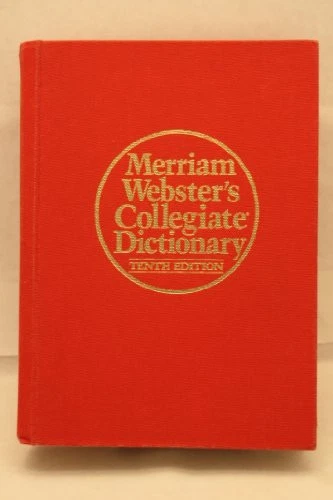 Merriam
Webster's
Collegiate®
Dictionary
TENTH EDITION